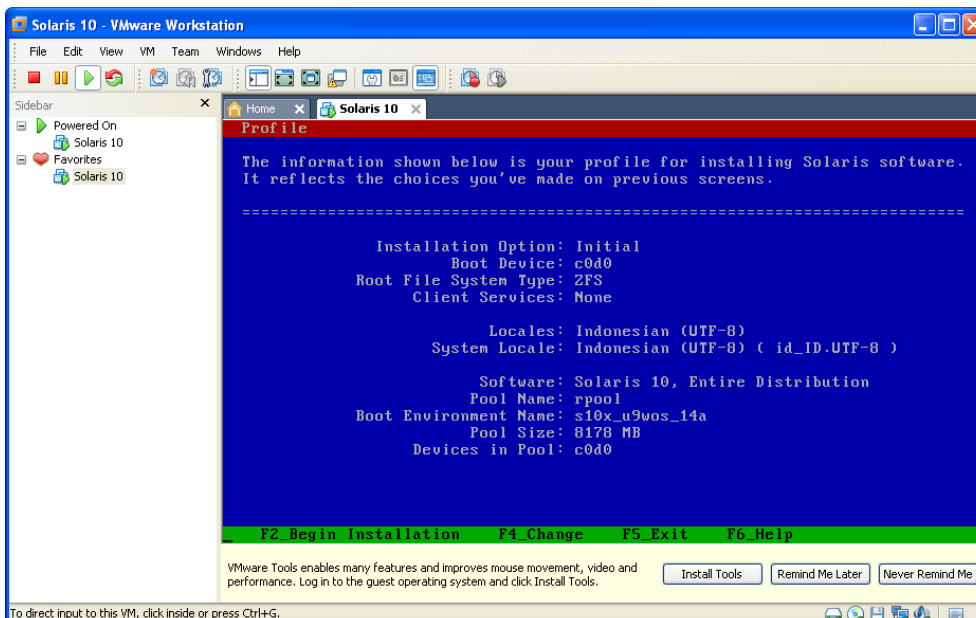 Solaris 10 - VMware Workstation
File Edit View VM Team Windows Help
Sidebar
Powered On
Solaris 10
Favorites
Solaris 10
Home Solaris 10
Profile
The information shown below is your profile for installing Solaris software.
It reflects the choices you've made on previous screens.
============================================================================
Installation Option: Initial
Boot Device: c0d0
Root File System Type: ZFS
Client Services: None
Locales: Indonesian (UTF-8)
System Locale: Indonesian (UTF-8) ( id_ID.UTF-8 )
Software: Solaris 10, Entire Distribution
Pool Name: rpool
Boot Environment Name: s10x_u9wos_14a
Pool Size: 8178 MB
Devices in Pool: c0d0
F2_Begin Installation F4_Change F5_Exit F6_Help
VMware Tools enables many features and improves mouse movement, video and
performance. Log in to the guest operating system and click Install Tools.
Install Tools Remind Me Later Never Remind Me
To direct input to this VM, click inside or press Ctrl+G.